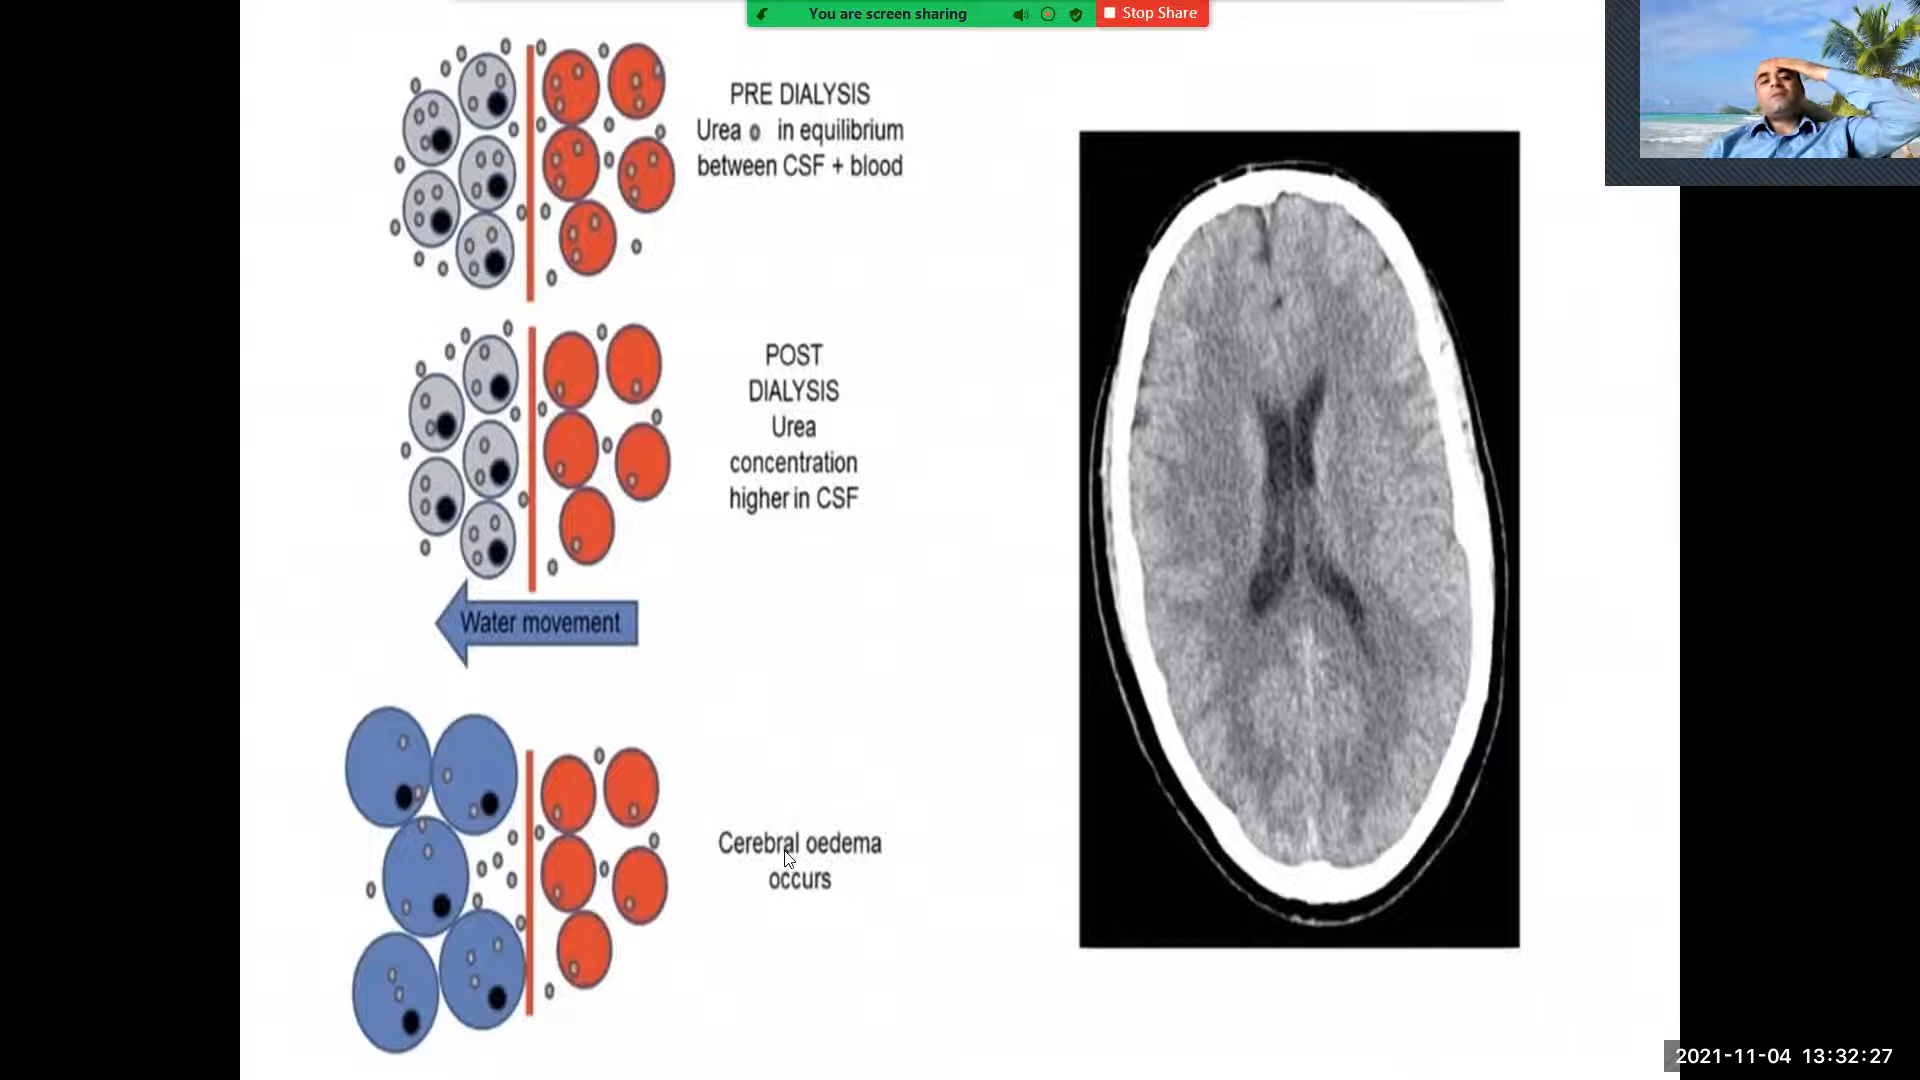 You are screen sharing
Stop Share
PRE DIALYSIS
Urea in equilibrium
between CSF + blood
POST
DIALYSIS
Urea
concentration
higher in CSF
Water movement
Cerebral oedema
occurs
2021-11-04 13:32:27